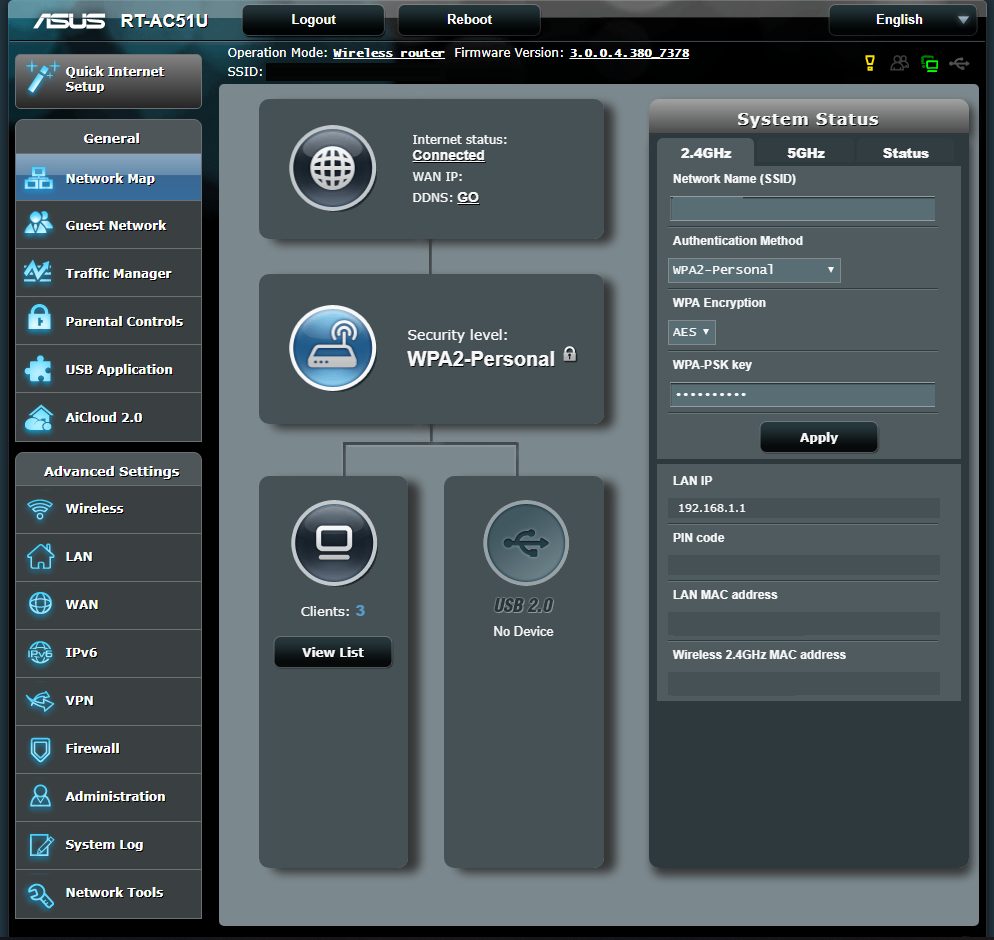 ASUS RT-AC51U
Logout
Reboot
English
Operation Mode: Wireless router Firmware Version: 3.0.0.4.380_7378
SSID:
Quick Internet
Setup
General
Network Map
Guest Network
Traffic Manager
Parental Controls
USB Application
AiCloud 2.0
Advanced Settings
Wireless
LAN
WAN
IPv6
IPv6
VPN
Firewall
Administration
System Log
Network Tools
Internet status:
Connected
WAN IP:
DDNS: GO
Security level:
WPA2-Personal
Clients: 3
View List
USB 2.0
No Device
System Status
2.4GHz
5GHz
Status
Network Name (SSID)
Authentication Method
WPA2-Personal
WPA Encryption
AES
WPA-PSK key
••••••••••
Apply
LAN IP
192.168.1.1
PIN code
LAN MAC address
Wireless 2.4GHz MAC address